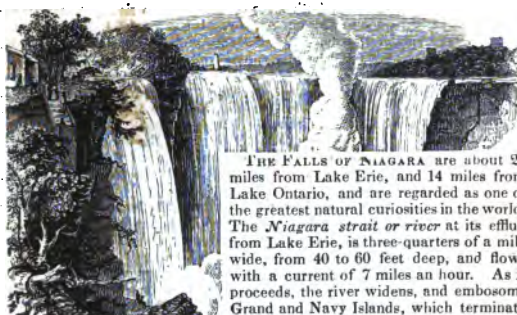 THE FALLS OF NIAGARA are about
miles from Lake Erie, and 14 miles
Lake Ontario, and are regarded as one
the greatest natural curiosities in the
The Niagara strait or river at its
from Lake Erie, is three-quarters of a
wide, from 40 to 60 feet deep, and
with a current of 7 miles an hour. As
proceeds, the river widens, and
Grand and Navy Islands, which